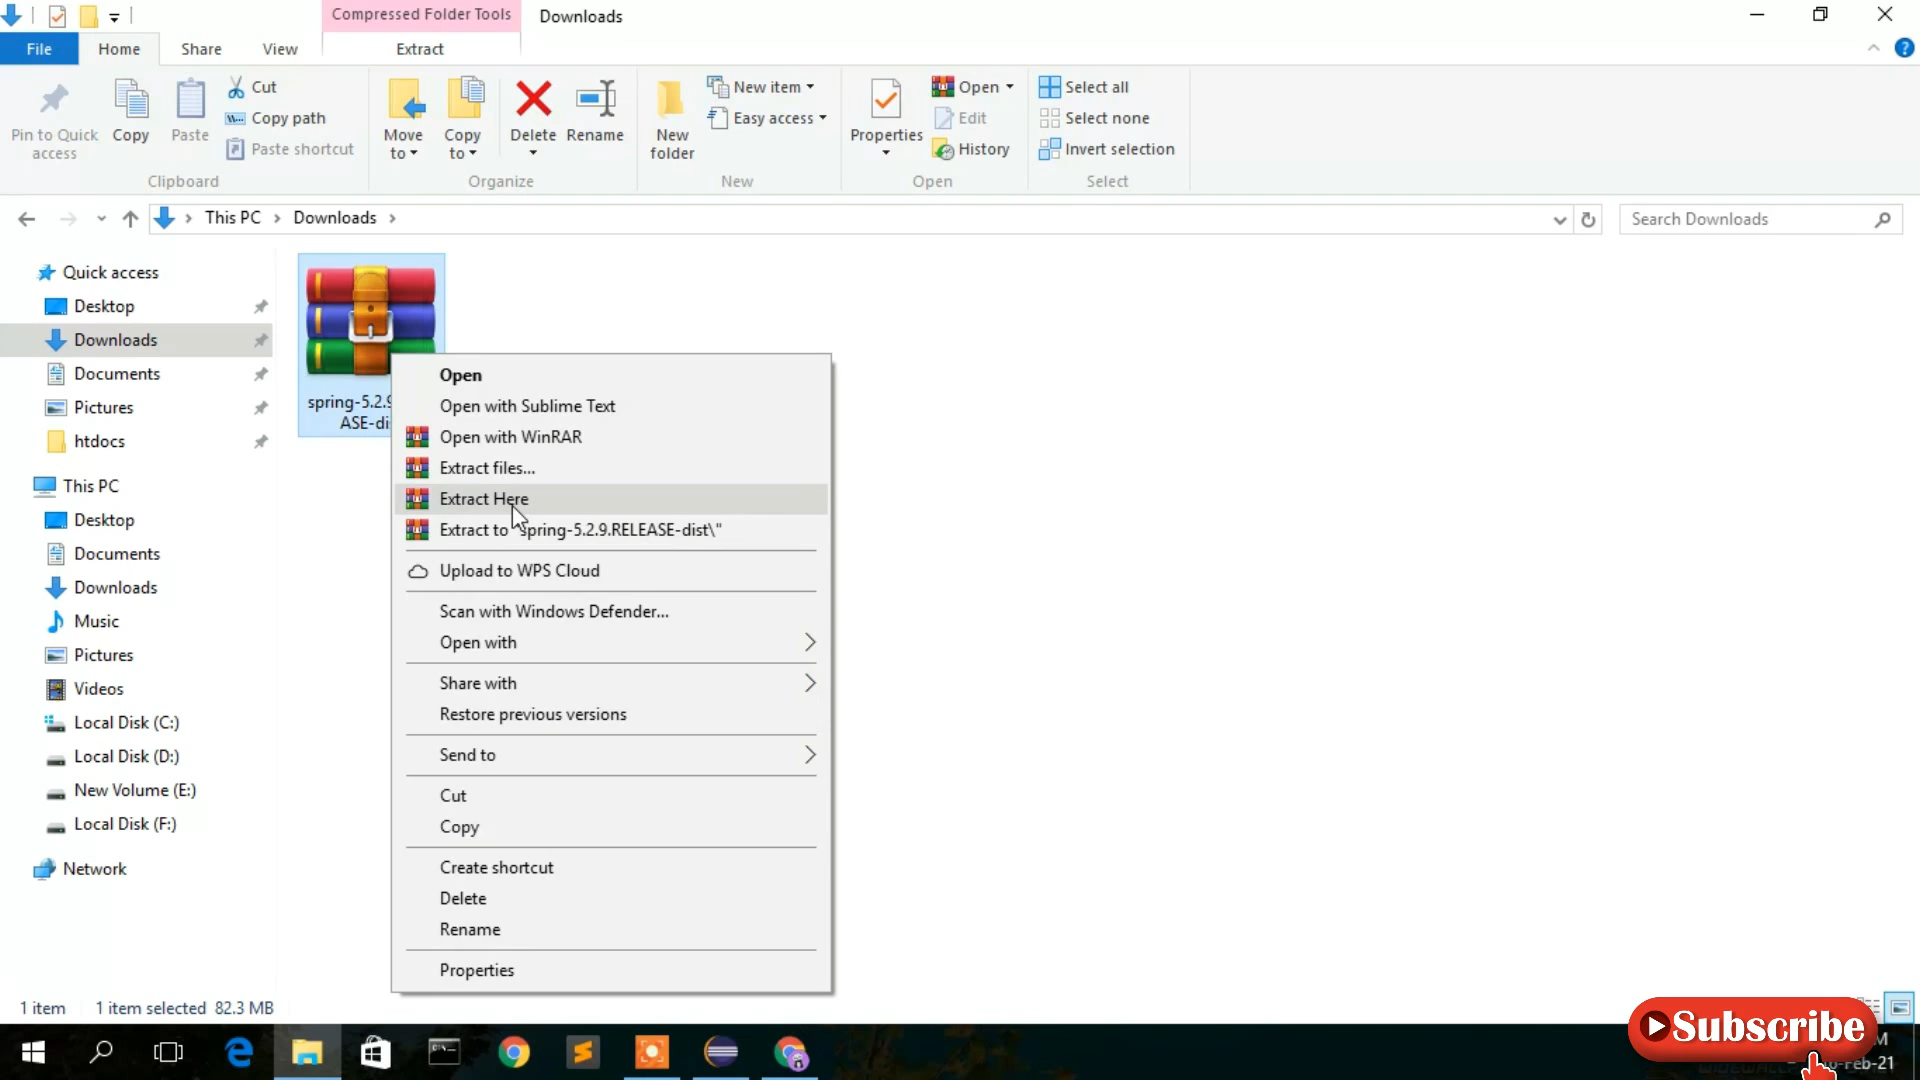 Compressed Folder Tools
Downloads
File
Home
Share
View
Extract
Pin to Quick access
Copy
Paste
Cut
Copy path
Paste shortcut
Clipboard
Move to
Copy to
Delete
Rename
Organize
New folder
New item
Easy access
New
Properties
Open
Edit
History
Open
Select all
Select none
Invert selection
Select
This PC
Downloads
Search Downloads
Quick access
Desktop
Downloads
Documents
Pictures
htdocs
This PC
Desktop
Documents
Downloads
Music
Pictures
Videos
Local Disk (C:)
Local Disk (D:)
New Volume (E:)
Local Disk (F:)
Network
spring-5.2.9
ASE-di
Open
Open with Sublime Text
Open with WinRAR
Extract files...
Extract Here
Extract to "spring-5.2.9.RELEASE-dist\"
Upload to WPS Cloud
Scan with Windows Defender...
Open with
Share with
Restore previous versions
Send to
Cut
Copy
Create shortcut
Delete
Rename
Properties
1 item
1 item selected 82.3 MB
Subscribe